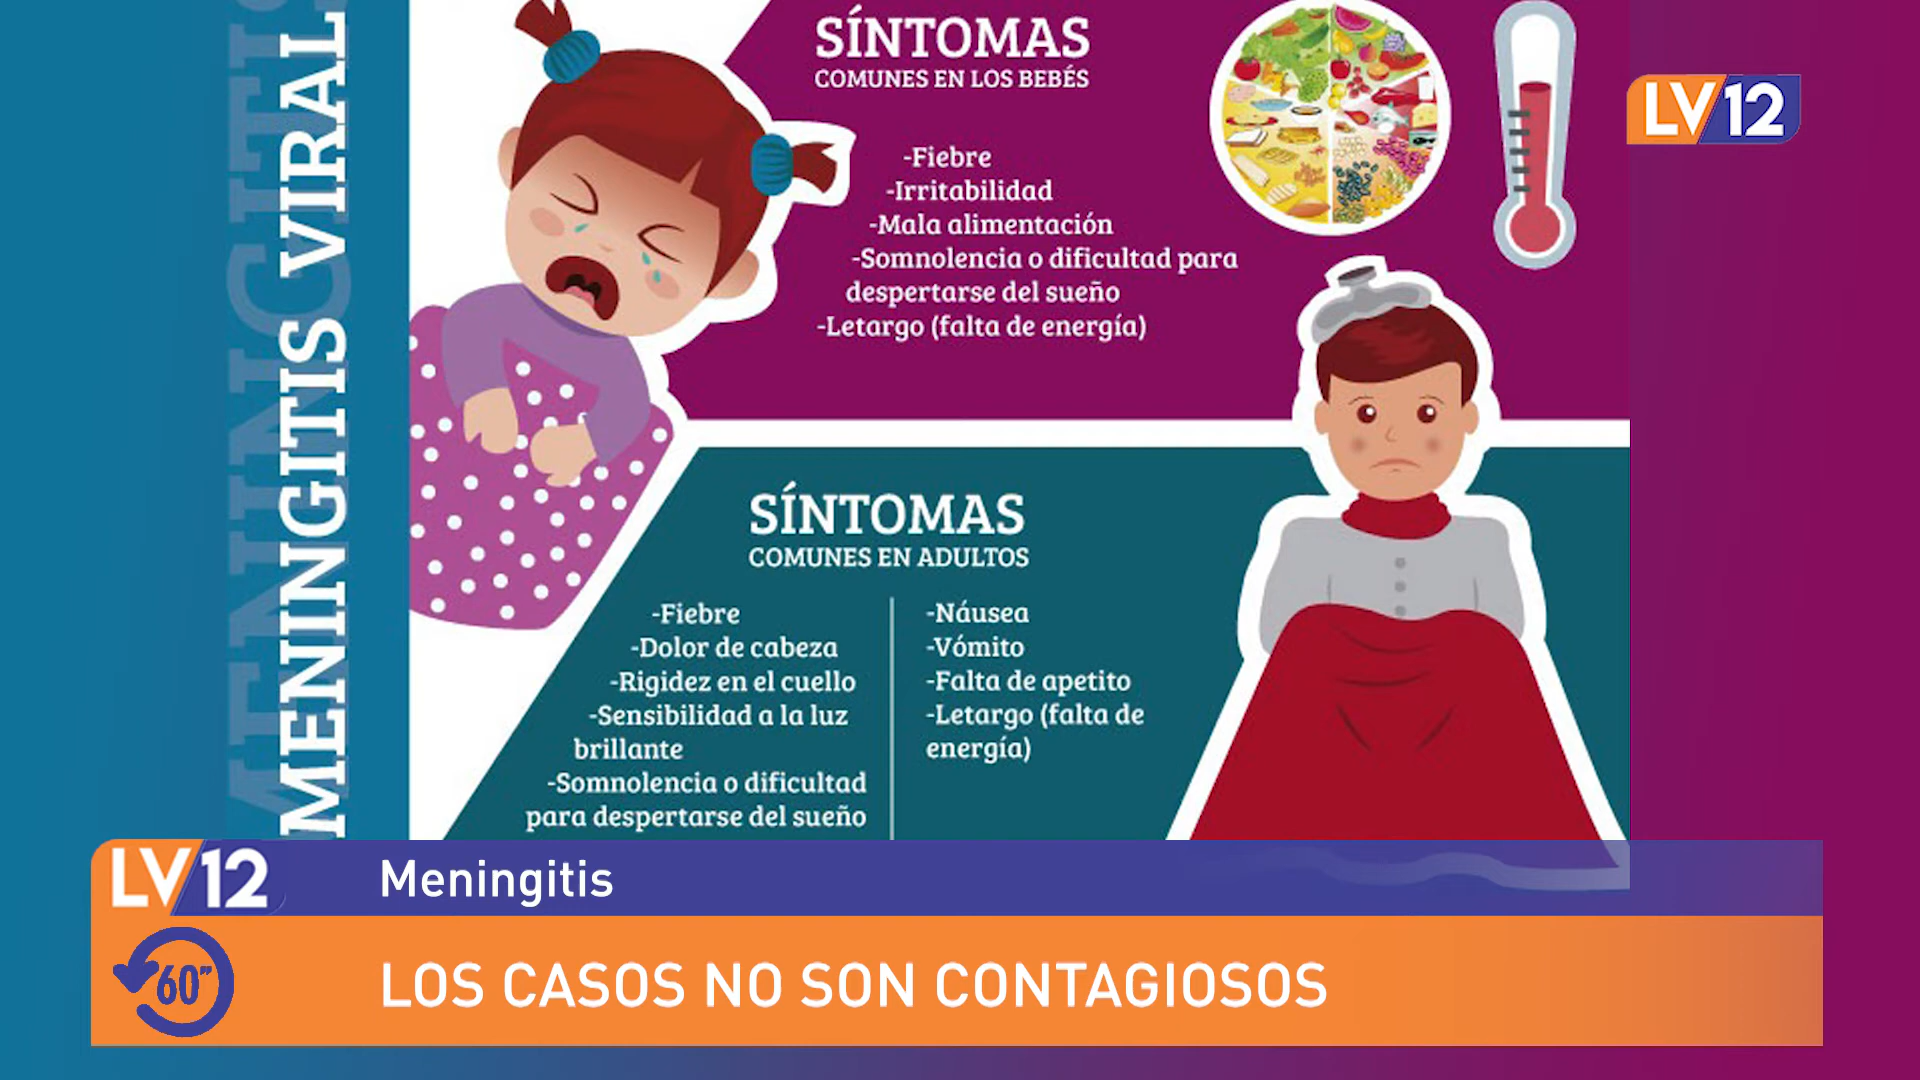 MENINGITIS
MENINGITIS VIRAL
SÍNTOMAS
COMUNES EN LOS BEBÉS
-Fiebre
-Irritabilidad
-Mala alimentación
-Somnolencia o dificultad para
despertarse del sueño
-Letargo (falta de energía)
LV12
SÍNTOMAS
COMUNES EN ADULTOS
-Fiebre
-Dolor de cabeza
-Rigidez en el cuello
-Sensibilidad a la luz
brillante
-Somnolencia o dificultad
para despertarse del sueño
-Náusea
-Vómito
-Falta de apetito
-Letargo (falta de
energía)
LV12
Meningitis
60”
LOS CASOS NO SON CONTAGIOSOS